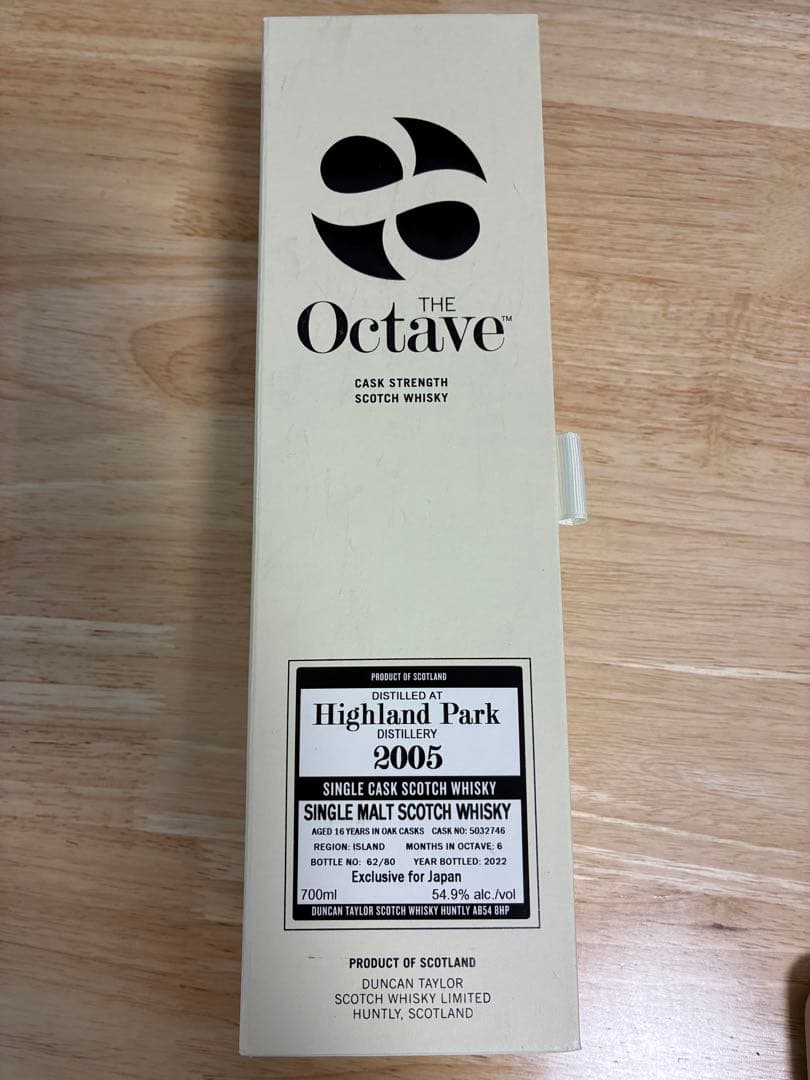 THE
Octave™
CASK STRENGTH
SCOTCH WHISKY
PRODUCT OF SCOTLAND
DISTILLED AT
Highland Park
DISTILLERY
2005
SINGLE CASK SCOTCH WHISKY
SINGLE MALT SCOTCH WHISKY
AGED 16 YEARS IN OAK CASKS CASK NO: 5032746
REGION: ISLAND MONTHS IN OCTAVE: 6
BOTTLE NO: 62/80 YEAR BOTTLED: 2022
Exclusive for Japan
700ml 54.9% alc./vol
DUNCAN TAYLOR SCOTCH WHISKY HUNTLY AB54 8HP
PRODUCT OF SCOTLAND
DUNCAN TAYLOR
SCOTCH WHISKY LIMITED
HUNTLY, SCOTLAND